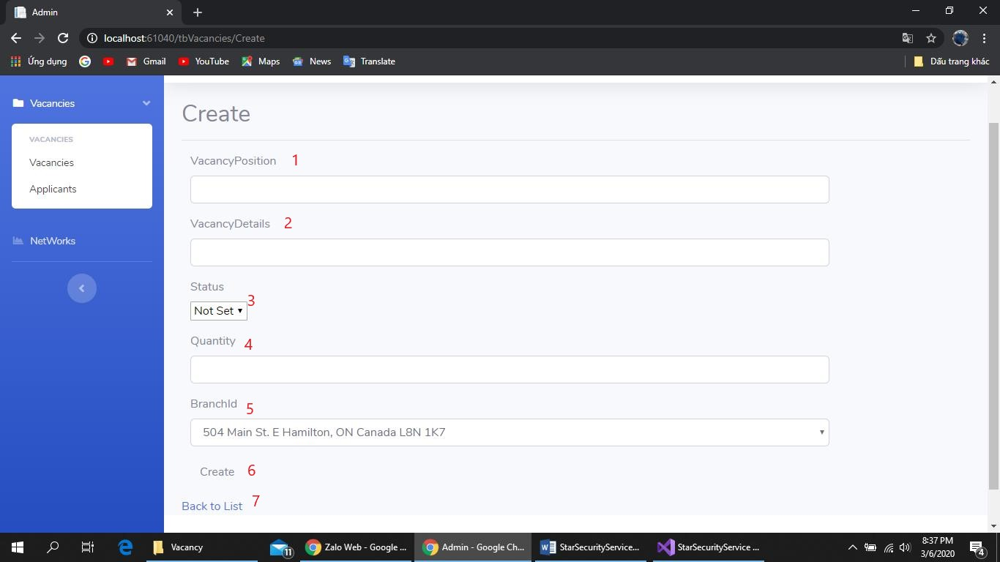 Admin
localhost:61040/tbVacancies/Create
Ứng dụng Gmail YouTube Maps News Translate Dấu trang khác
Vacancies
VACANCIES
Vacancies
Applicants
NetWorks
Create
VacancyPosition 1
VacancyDetails 2
Status
Not Set 3
Quantity 4
BranchId 5
504 Main St. E Hamilton, ON Canada L8N 1K7
Create 6
Back to List 7
Vacancy 11 Zalo Web - Google ... Admin - Google Ch... StarSecurityService... StarSecurityService ... 8:37 PM
3/6/2020 4